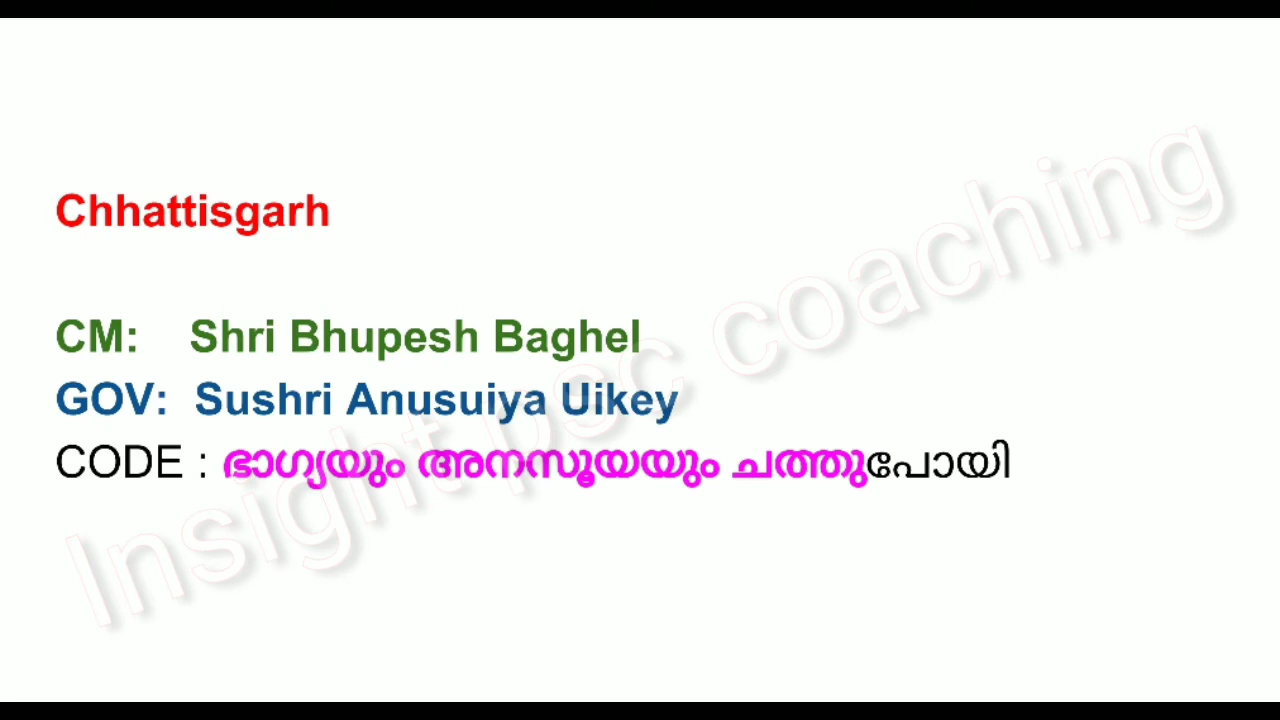 Chhattisgarh
CM: Shri Bhupesh Baghel
GOV: Sushri Anusuiya Uikey
CODE : ഭാഗ്യയും അനസൂയയും ചത്തുപോയി
Insight psc coaching